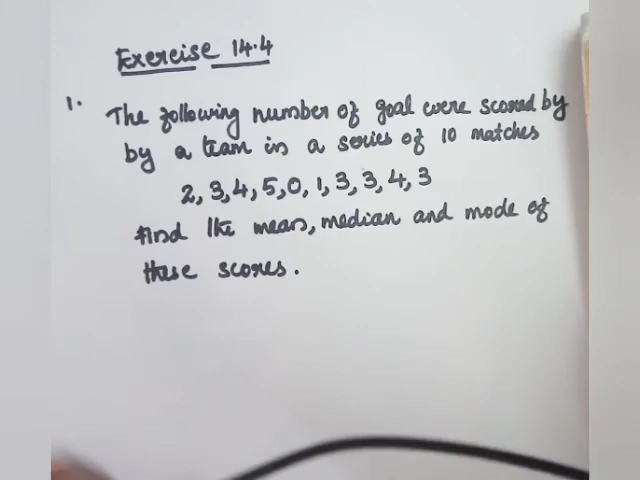 Exercise 14.4
1. The following number of goal were scored by
by a team in a series of 10 matches
2, 3, 4, 5, 0, 1, 3, 3, 4, 3
find the mean, median and mode of
these scores.